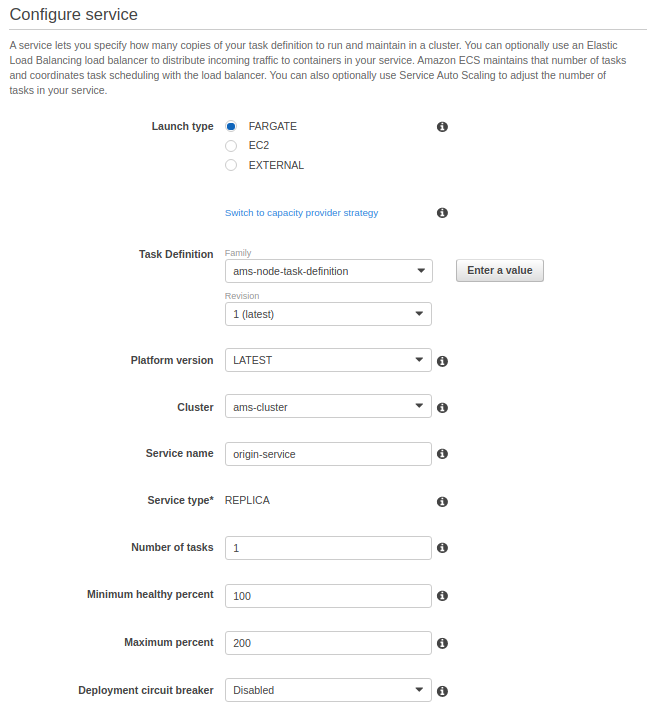 Configure service
A service lets you specify how many copies of your task definition to run and maintain in a cluster. You can optionally use an Elastic
Load Balancing load balancer to distribute incoming traffic to containers in your service. Amazon ECS maintains that number of tasks
and coordinates task scheduling with the load balancer. You can also optionally use Service Auto Scaling to adjust the number of
tasks in your service.
Launch type FARGATE
EC2
EXTERNAL
Switch to capacity provider strategy
Task Definition Family
ams-node-task-definition Enter a value
Revision
1 (latest)
Platform version LATEST
Cluster ams-cluster
Service name origin-service
Service type* REPLICA
Number of tasks 1
Minimum healthy percent 100
Maximum percent 200
Deployment circuit breaker Disabled